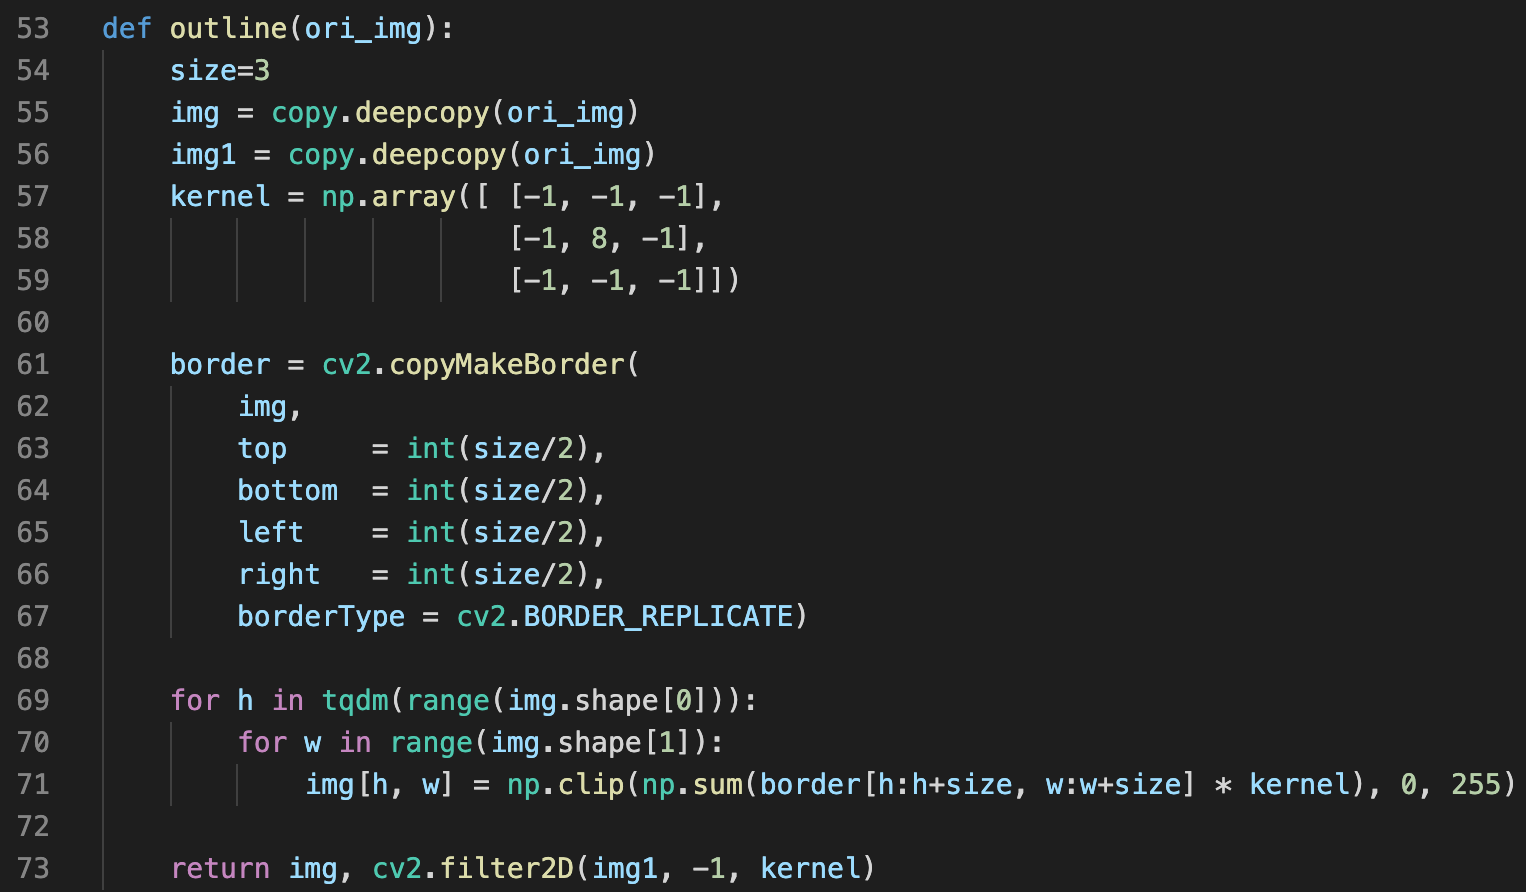 53 def outline(ori_img):
54     size=3
55     img = copy.deepcopy(ori_img)
56     img1 = copy.deepcopy(ori_img)
57     kernel = np.array([ [-1, -1, -1],
58                         [-1, 8, -1],
59                         [-1, -1, -1]])
60
61     border = cv2.copyMakeBorder(
62         img,
63         top     = int(size/2),
64         bottom  = int(size/2),
65         left    = int(size/2),
66         right   = int(size/2),
67         borderType = cv2.BORDER_REPLICATE)
68
69     for h in tqdm(range(img.shape[0])):
70         for w in range(img.shape[1]):
71             img[h, w] = np.clip(np.sum(border[h:h+size, w:w+size] * kernel), 0, 255)
72
73     return img, cv2.filter2D(img1, -1, kernel)